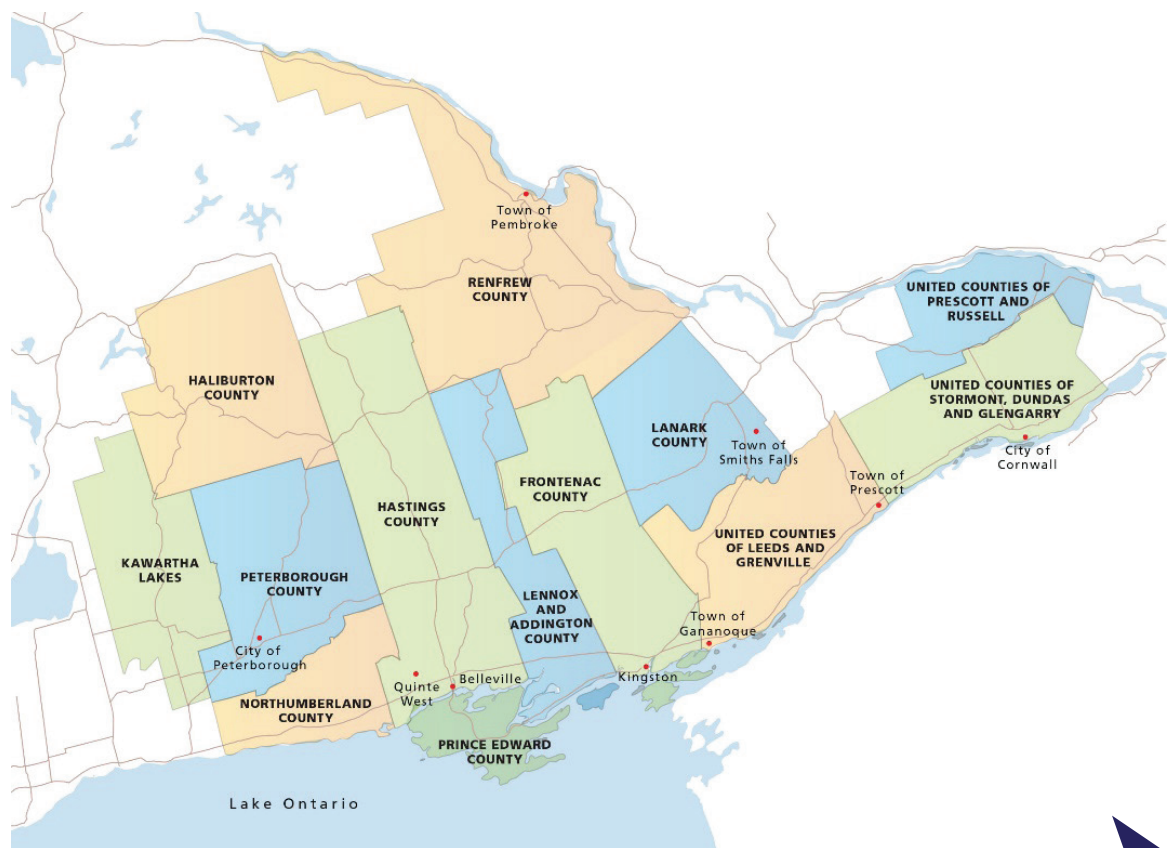 Town of
Pembroke
RENFREW
COUNTY
UNITED COUNTIES OF
PRESCOTT AND
RUSSELL
HALIBURTON
COUNTY
UNITED COUNTIES OF
STORMONT, DUNDAS
AND GLENGARRY
LANARK
COUNTY
Town of
Smiths Falls
City of
Cornwall
Town of
Prescott
FRONTENAC
COUNTY
HASTINGS
COUNTY
UNITED COUNTIES
OF LEEDS AND
GRENVILLE
KAWARTHA
LAKES
PETERBOROUGH
COUNTY
LENNOX
AND
ADDINGTON
COUNTY
Town of
Gananoque
City of
Peterborough
Quinte
West
Belleville
Kingston
NORTHUMBERLAND
COUNTY
PRINCE EDWARD
COUNTY
Lake Ontario